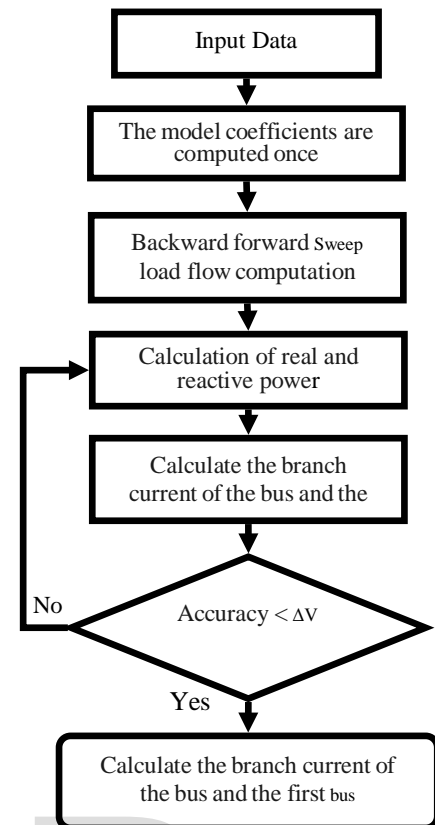 Input Data
The model coefficients are
computed once
Backward forward Sweep
load flow computation
Calculation of real and
reactive power
Calculate the branch
current of the bus and the
Accuracy < ΔV
No
Yes
Calculate the branch current of
the bus and the first bus